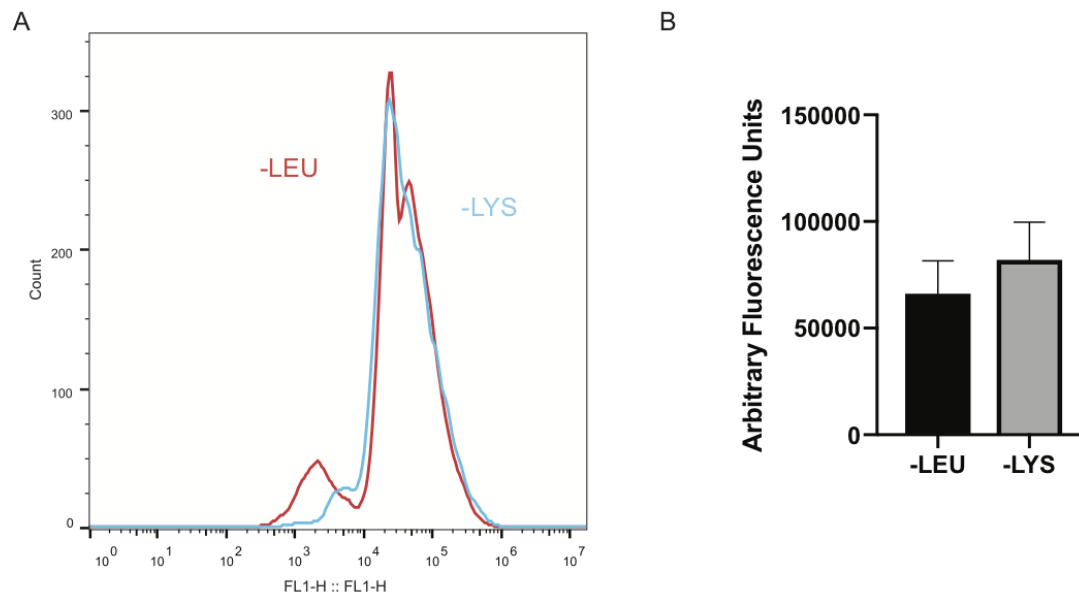 A
300
200
100
0
Count
-LEU
-LYS
10^0 10^1 10^2 10^3 10^4 10^5 10^6 10^7
FL1-H :: FL1-H
B
Arbitrary Fluorescence Units
150000
100000
50000
0
-LEU -LYS